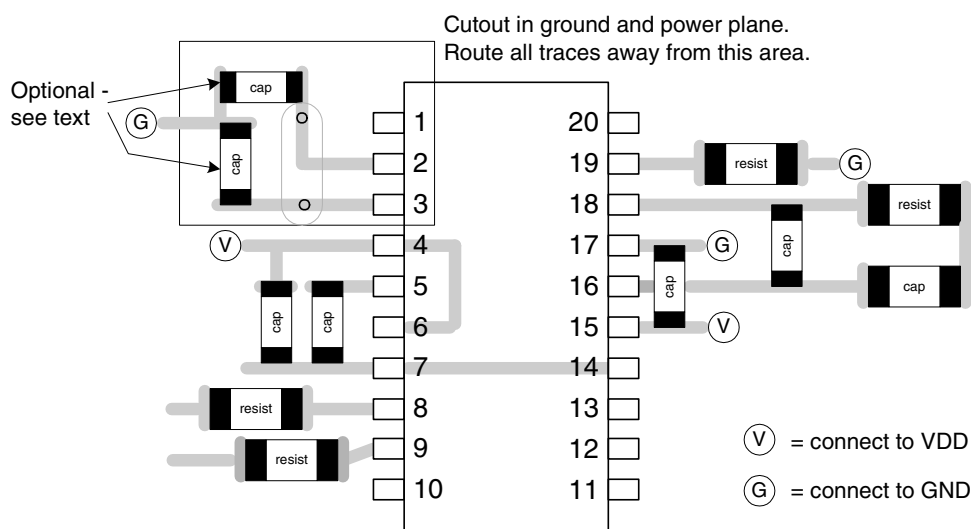 Cutout in ground and power plane.
Route all traces away from this area.
Optional -
see text
cap
G
cap
1
2
3
V
4
5
6
cap
cap
7
resist
8
resist
9
10
20
19
resist
G
18
resist
17
G
cap
16
cap
cap
15
V
14
13
12
11
V = connect to VDD
G = connect to GND